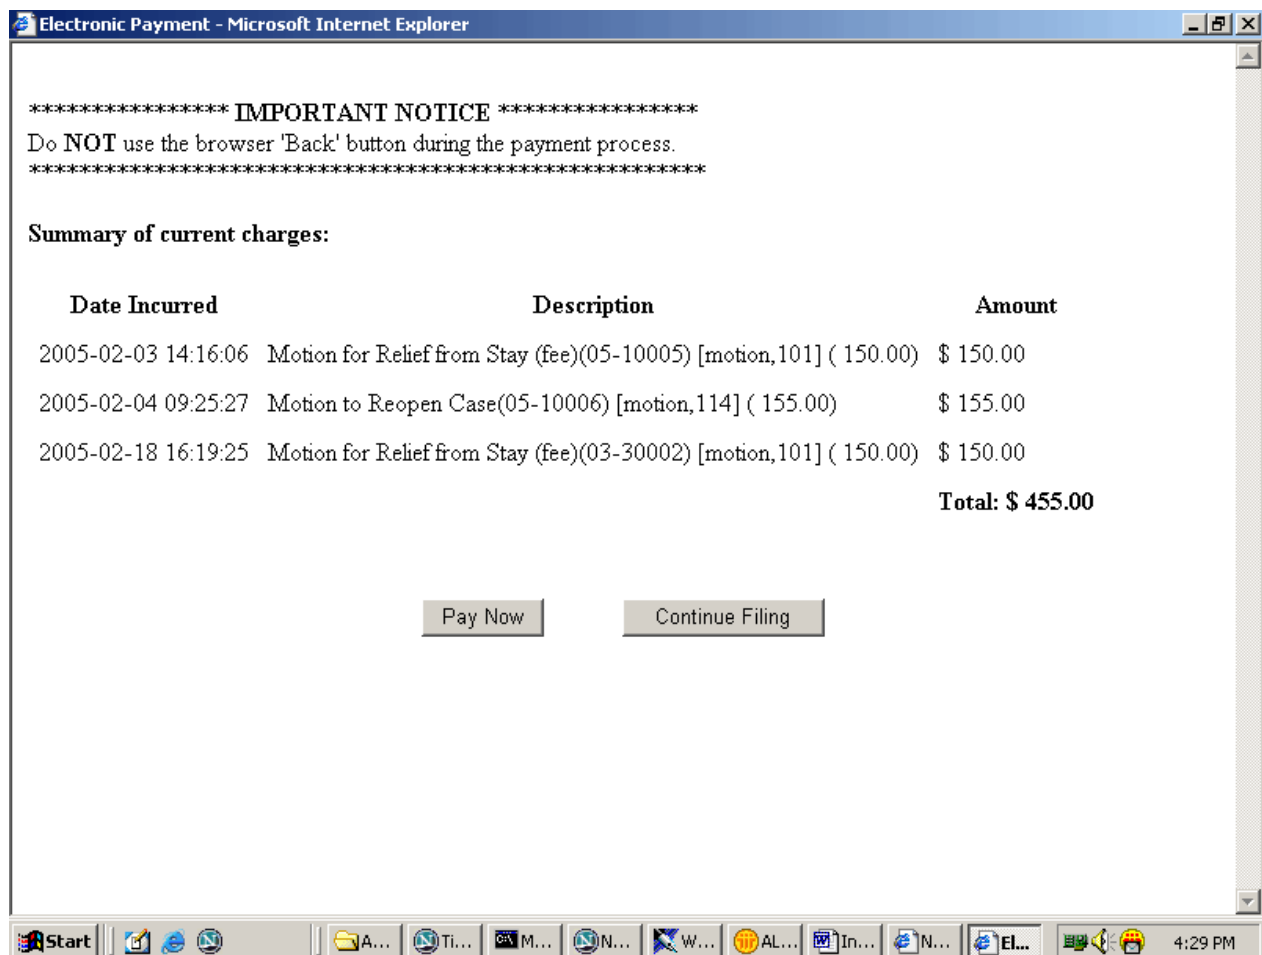 Electronic Payment - Microsoft Internet Explorer
**************** IMPORTANT NOTICE ****************
Do NOT use the browser 'Back' button during the payment process.
******************************************************
Summary of current charges:
Date Incurred Description Amount
2005-02-03 14:16:06 Motion for Relief from Stay (fee)(05-10005) [motion,101] ( 150.00) $ 150.00
2005-02-04 09:25:27 Motion to Reopen Case(05-10006) [motion,114] ( 155.00) $ 155.00
2005-02-18 16:19:25 Motion for Relief from Stay (fee)(03-30002) [motion,101] ( 150.00) $ 150.00
Total: $ 455.00
Pay Now Continue Filing
Start A... Ti... M... N... W... AL... In... N... El... 4:29 PM